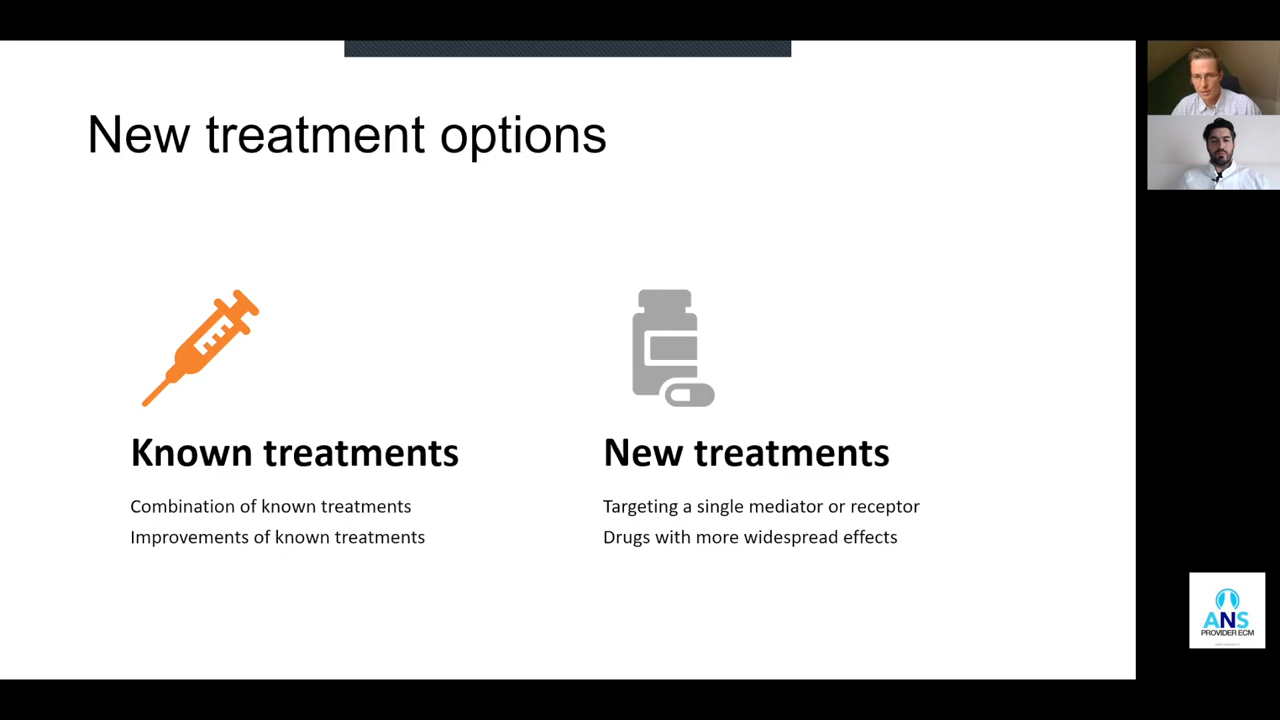 New treatment options
Known treatments
Combination of known treatments
Improvements of known treatments
New treatments
Targeting a single mediator or receptor
Drugs with more widespread effects
ANS
PROVIDER ECM